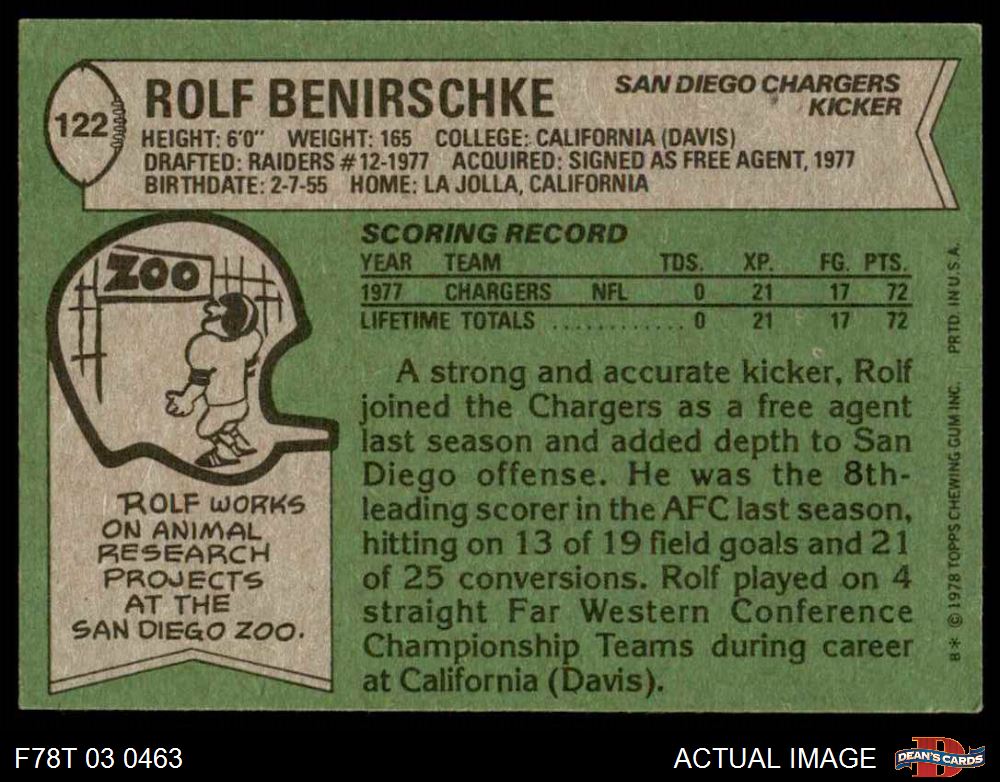 122
ROLF BENIRSCHKE
SAN DIEGO CHARGERS
KICKER
HEIGHT: 6'0" WEIGHT: 165 COLLEGE: CALIFORNIA (DAVIS)
DRAFTED: RAIDERS #12-1977 ACQUIRED: SIGNED AS FREE AGENT, 1977
BIRTHDATE: 2-7-55 HOME: LA JOLLA, CALIFORNIA
ZOO
ROLF WORKS
ON ANIMAL
RESEARCH
PROJECTS
AT THE
SAN DIEGO ZOO.
SCORING RECORD
YEAR TEAM TDS. XP. FG. PTS.
1977 CHARGERS NFL 0 21 17 72
LIFETIME TOTALS ............ 0 21 17 72
A strong and accurate kicker, Rolf
joined the Chargers as a free agent
last season and added depth to San
Diego offense. He was the 8th-
leading scorer in the AFC last season,
hitting on 13 of 19 field goals and 21
of 25 conversions. Rolf played on 4
straight Far Western Conference
Championship Teams during career
at California (Davis).
B* © 1978 TOPPS CHEWING GUM INC. PRTD. IN U.S.A.
F78T 03 0463
ACTUAL IMAGE
D
DEAN'S CARDS